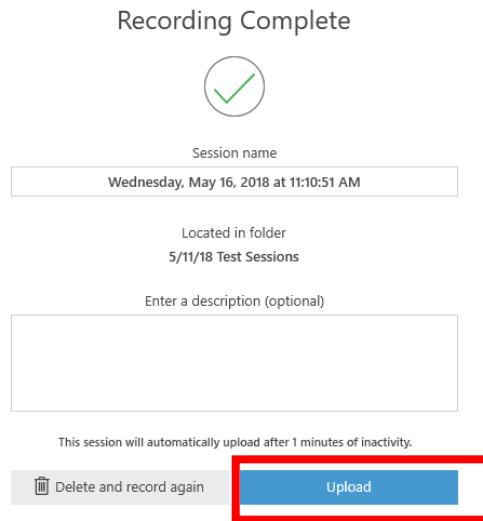 Recording Complete
Session name
Wednesday, May 16, 2018 at 11:10:51 AM
Located in folder
5/11/18 Test Sessions
Enter a description (optional)
This session will automatically upload after 1 minutes of inactivity.
Delete and record again
Upload